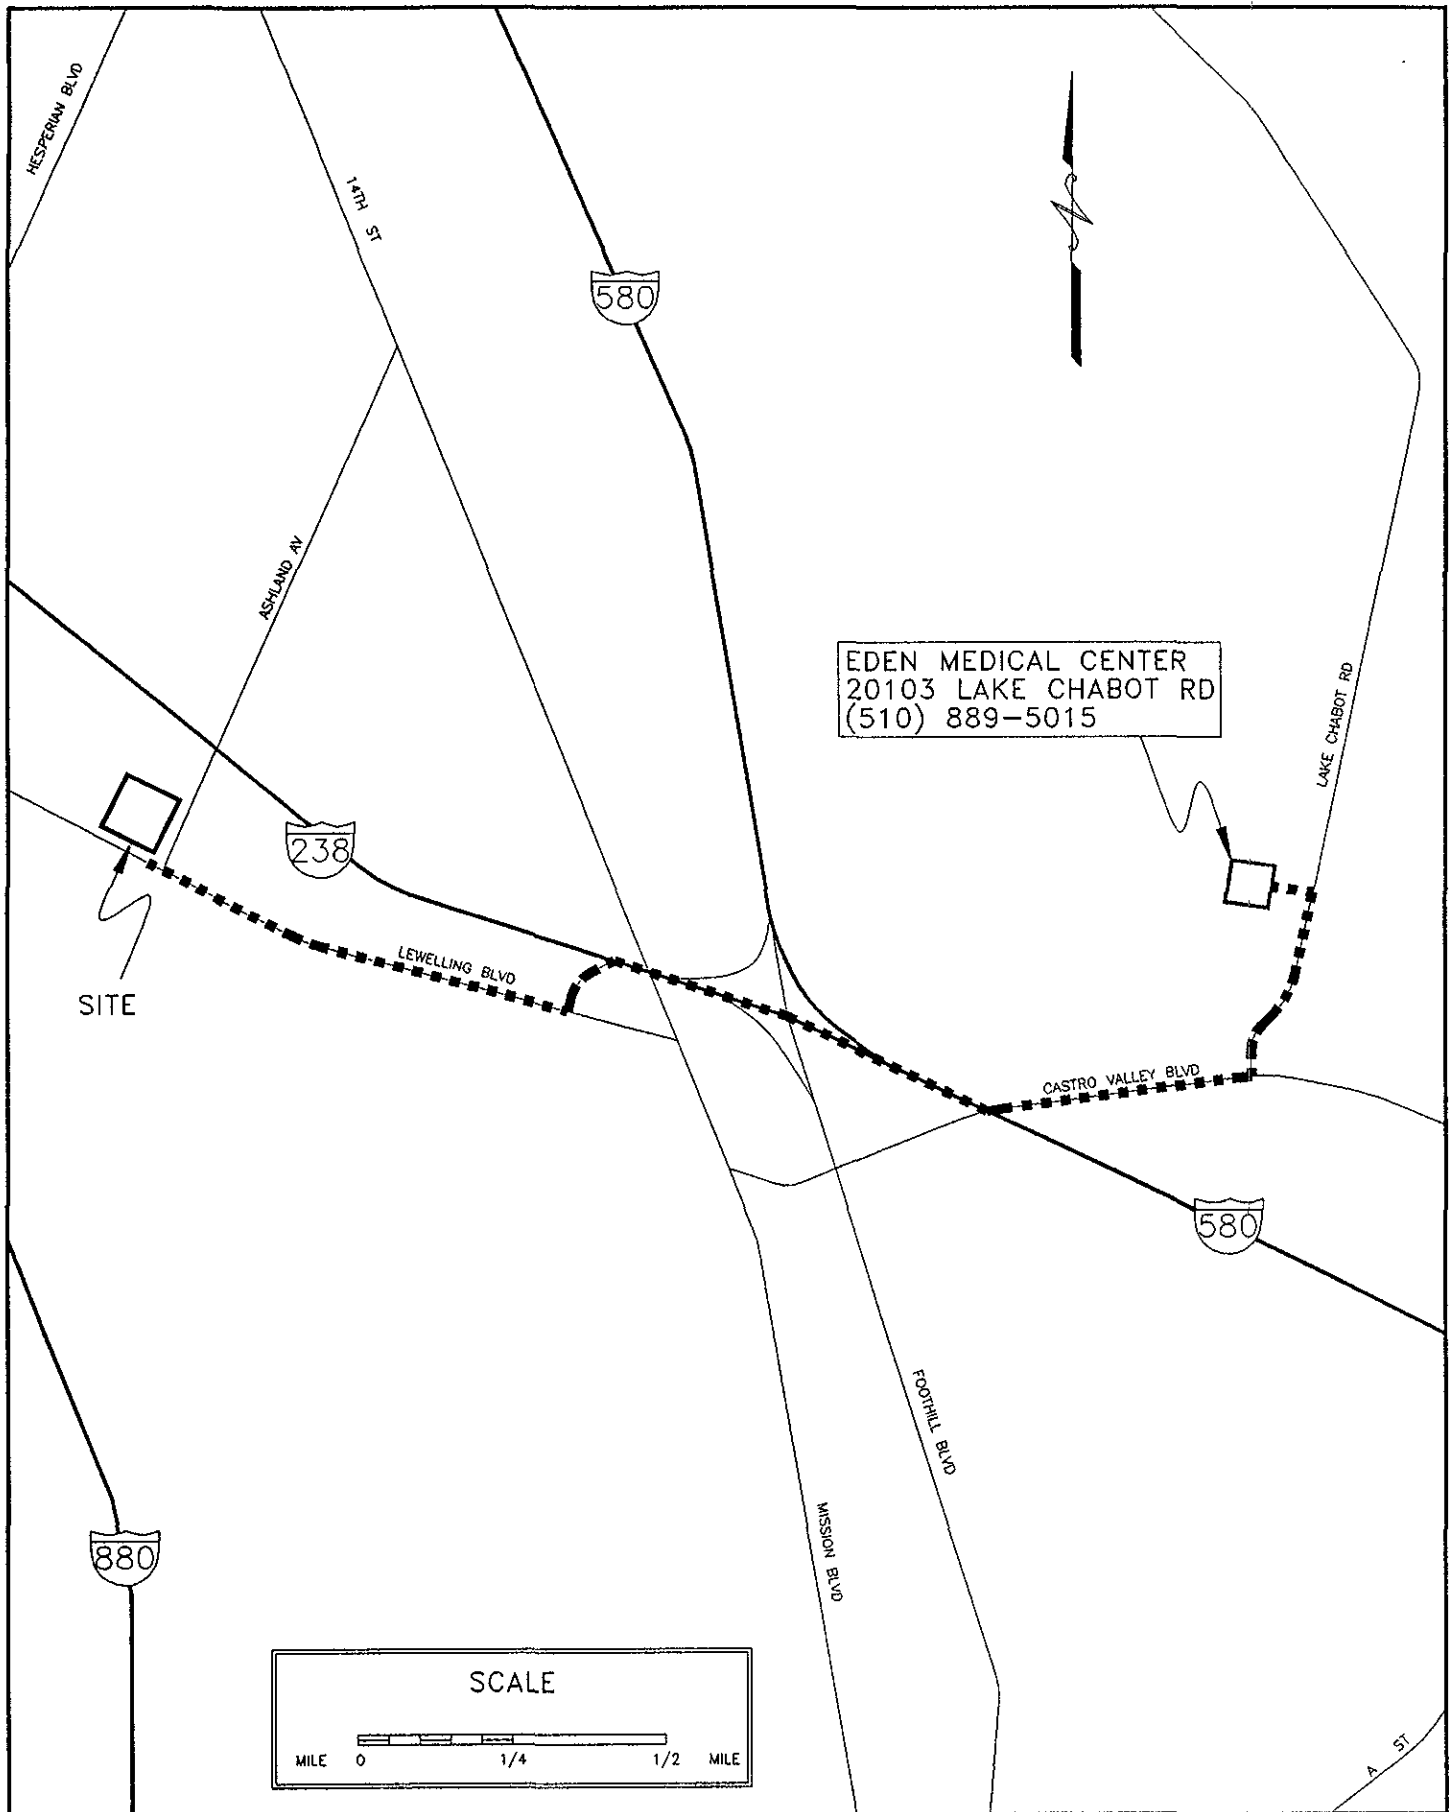 HESPERIAN BLVD
14TH ST
580
ASHLAND AV
EDEN MEDICAL CENTER
20103 LAKE CHABOT RD
(510) 889-5015
LAKE CHABOT RD
238
LEWELLING BLVD
SITE
CASTRO VALLEY BLVD
580
FOOTHILL BLVD
MISSION BLVD
880
SCALE
MILE 0 1/4 1/2 MILE
A ST
N